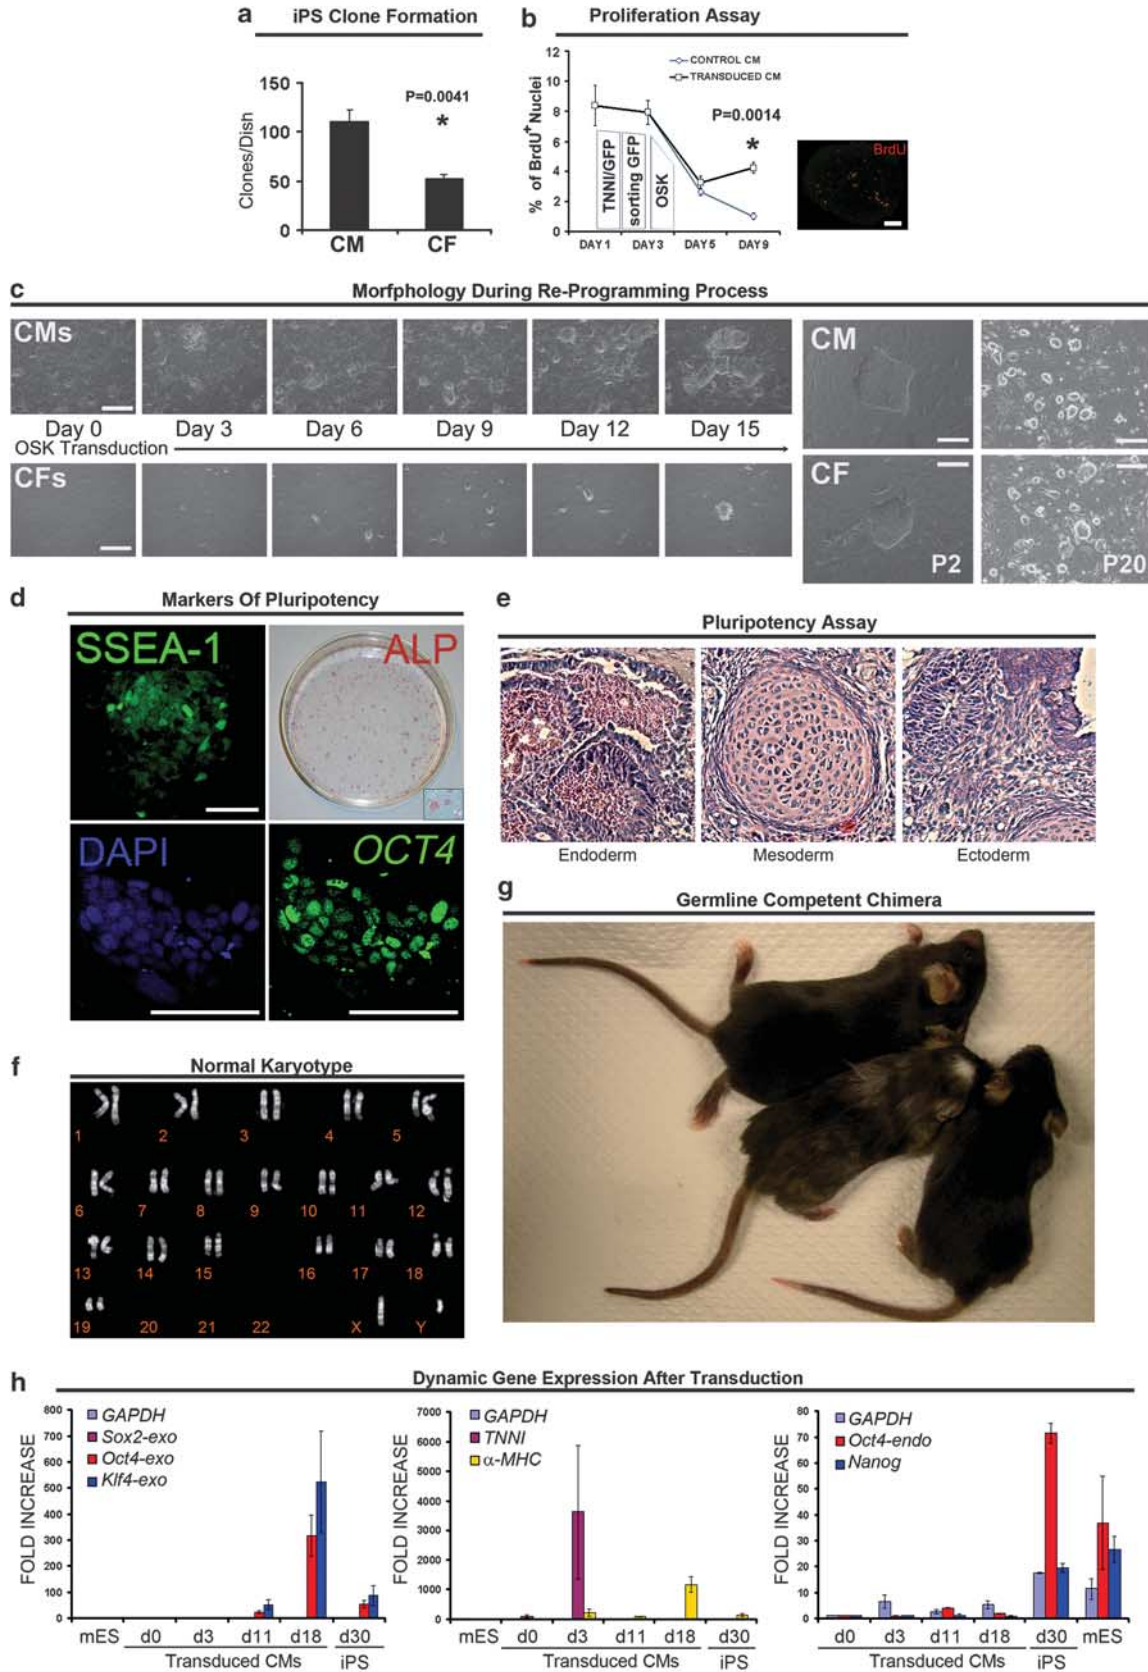 a iPS Clone Formation
150
100
50
0
Clones/Dish
P=0.0041
*
CM CF
b Proliferation Assay
12
10
8
6
4
2
0
% of BrdU+ Nuclei
CONTROL CM
TRANSDUCED CM
P=0.0014
*
TNNI/GFP
sorting GFP
OSK
DAY 1 DAY 3 DAY 5 DAY 9
BrdU
c Morfphology During Re-Programming Process
CMs
Day 0 Day 3 Day 6 Day 9 Day 12 Day 15
OSK Transduction
CFs
CM
CF
P2
P20
d Markers Of Pluripotency
SSEA-1
ALP
DAPI
OCT4
e Pluripotency Assay
Endoderm Mesoderm Ectoderm
f Normal Karyotype
1 2 3 4 5
6 7 8 9 10 11 12
13 14 15 16 17 18
19 20 21 22 X Y
g Germline Competent Chimera
h Dynamic Gene Expression After Transduction
FOLD INCREASE
800
700
600
500
400
300
200
100
0
GAPDH
Sox2-exo
Oct4-exo
Klf4-exo
mES d0 d3 d11 d18 d30
Transduced CMs iPS
FOLD INCREASE
7000
6000
5000
4000
3000
2000
1000
0
GAPDH
TNNI
α-MHC
mES d0 d3 d11 d18 d30
Transduced CMs iPS
FOLD INCREASE
80
70
60
50
40
30
20
10
0
GAPDH
Oct4-endo
Nanog
d0 d3 d11 d18 d30 mES
Transduced CMs iPS